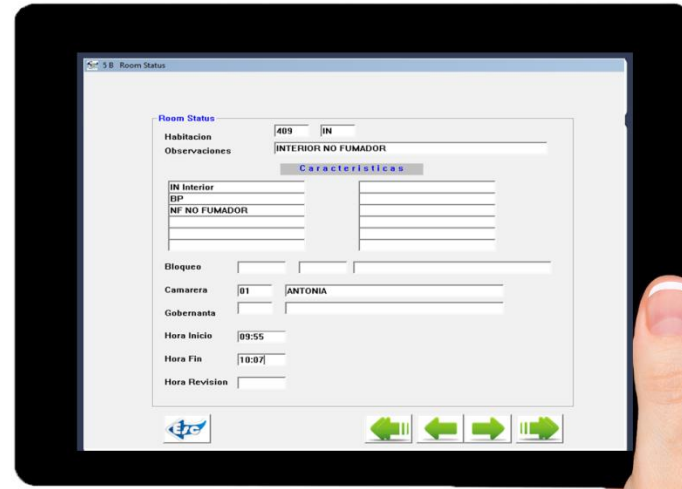 5 B Room Status
Room Status
Habitacion 409 IN
Observaciones INTERIOR NO FUMADOR
Caracteristicas
IN Interior
BP
NF NO FUMADOR
Bloqueo
Camarera 01 ANTONIA
Gobernanta
Hora Inicio 09:55
Hora Fin 10:07
Hora Revision
EJC